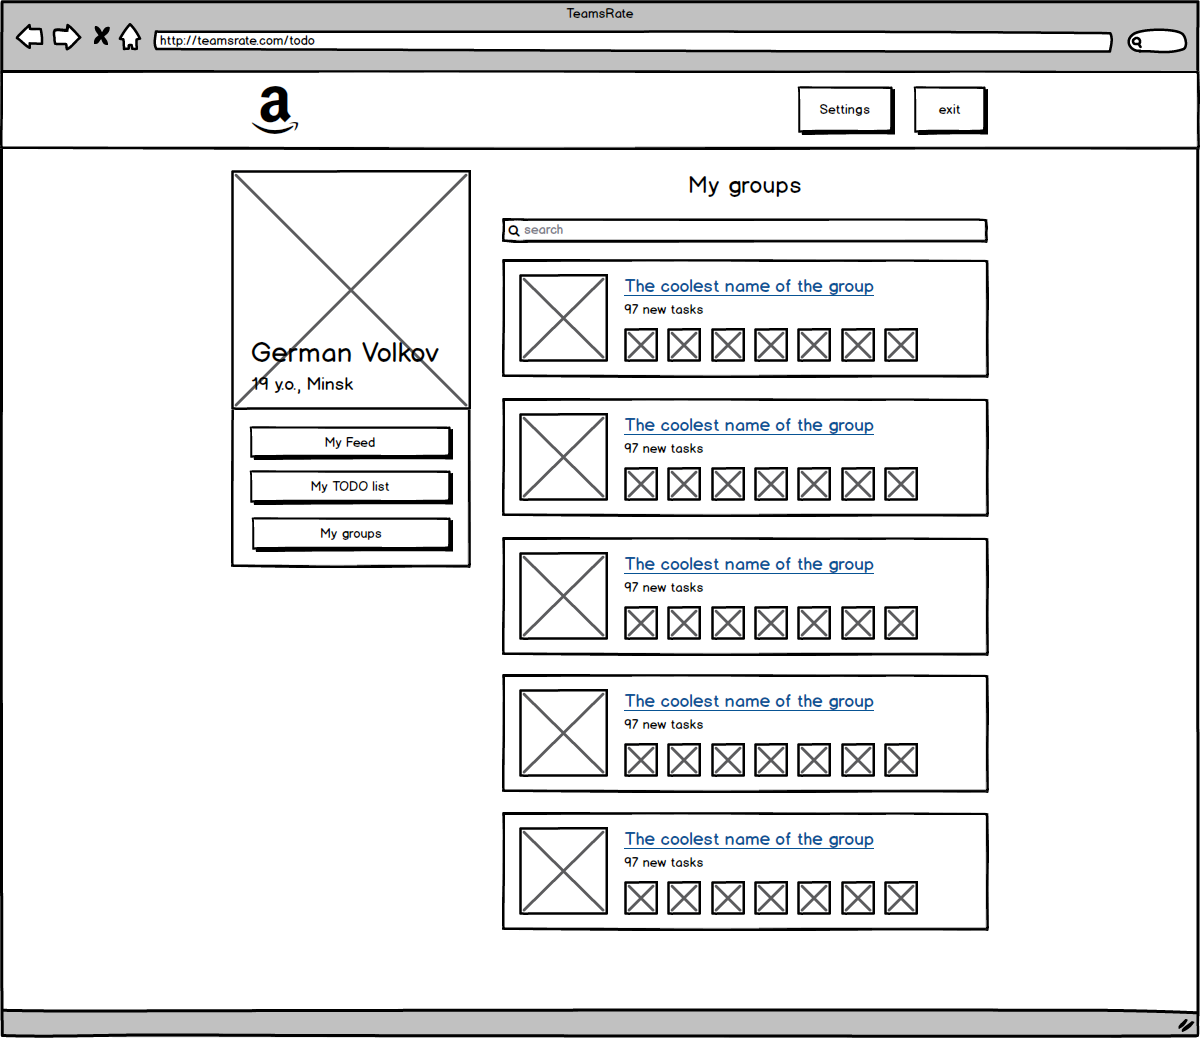 TeamsRate
http://teamsrate.com/todo
a
Settings
exit
German Volkov
19 y.o., Minsk
My Feed
My TODO list
My groups
My groups
search
The coolest name of the group
97 new tasks
The coolest name of the group
97 new tasks
The coolest name of the group
97 new tasks
The coolest name of the group
97 new tasks
The coolest name of the group
97 new tasks